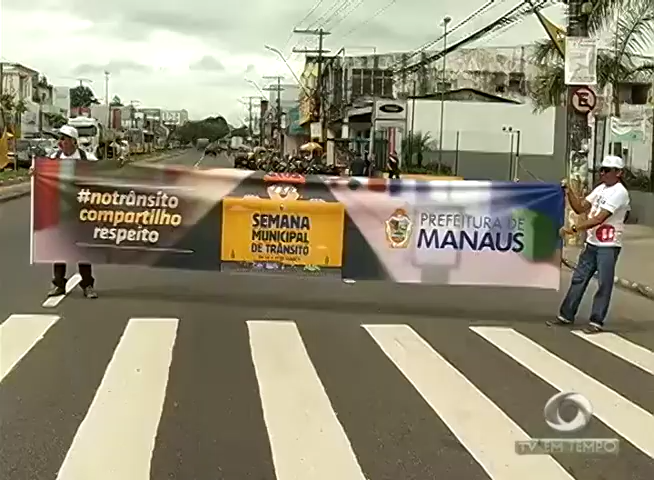 #notrânsito
compartilho
respeito
SEMANA
MUNICIPAL
DE TRÂNSITO
PREFEITURA DE
MANAUS
E
TV EM TEMPO